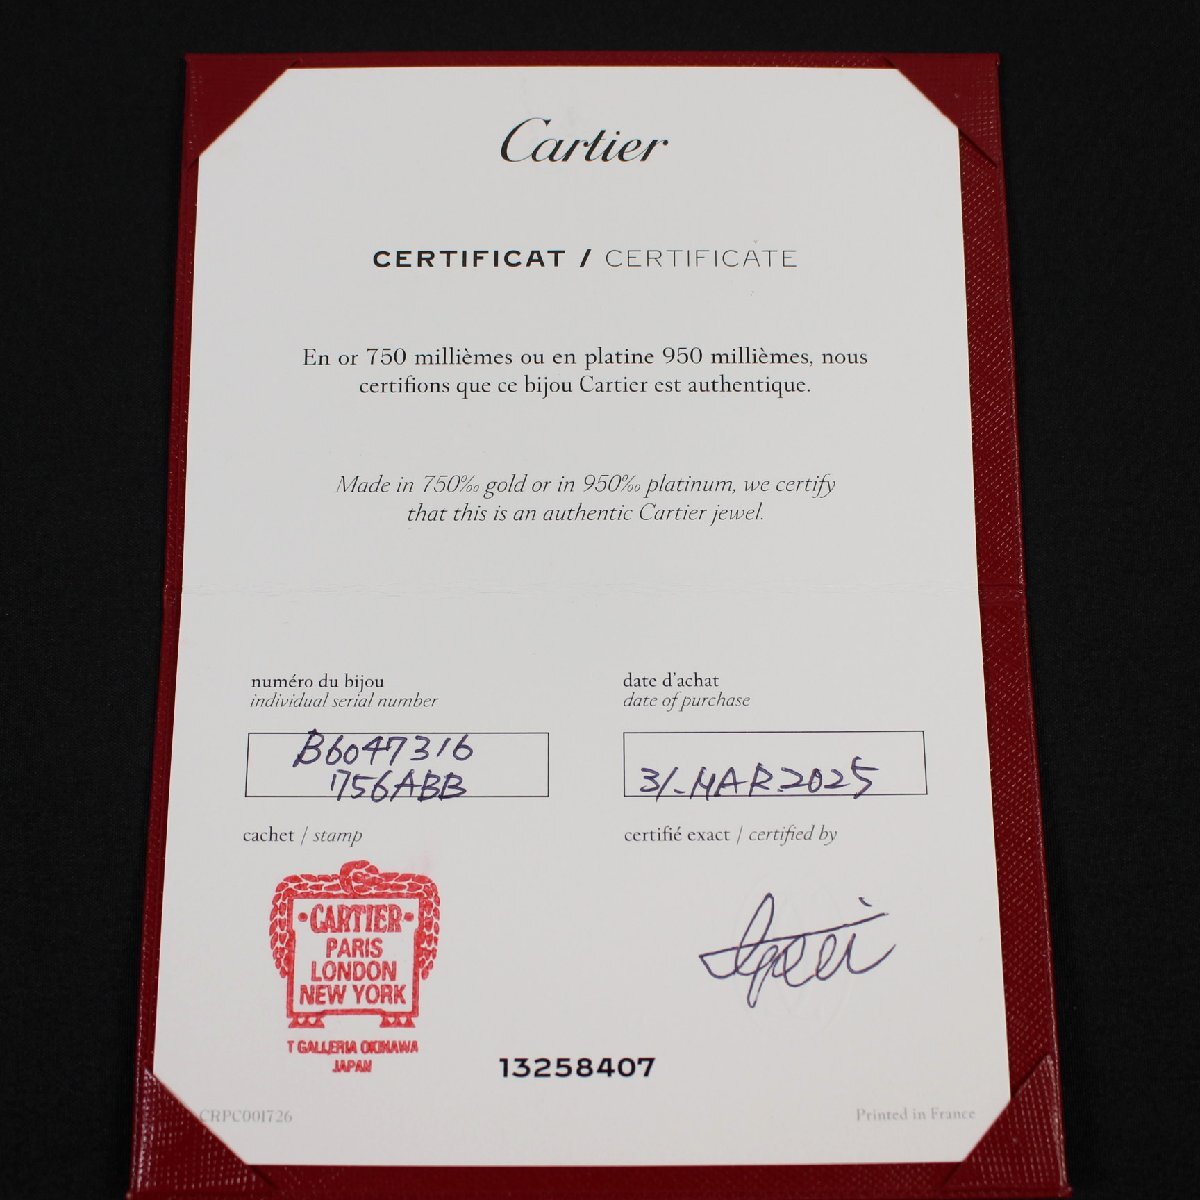 Cartier
CERTIFICAT / CERTIFICATE
En or 750 millièmes ou en platine 950 millièmes, nous
certifions que ce bijou Cartier est authentique.
Made in 750‰ gold or in 950‰ platinum, we certify
that this is an authentic Cartier jewel.
numéro du bijou
individual serial number
B6047316
756ABB
date d'achat
date of purchase
31-MAR 2025
cachet / stamp
·CARTIER·
PARIS
LONDON
NEW YORK
T GALLERIA OKINAWA
JAPAN
certifié exact / certified by
13258407
CRPC001726
Printed in France